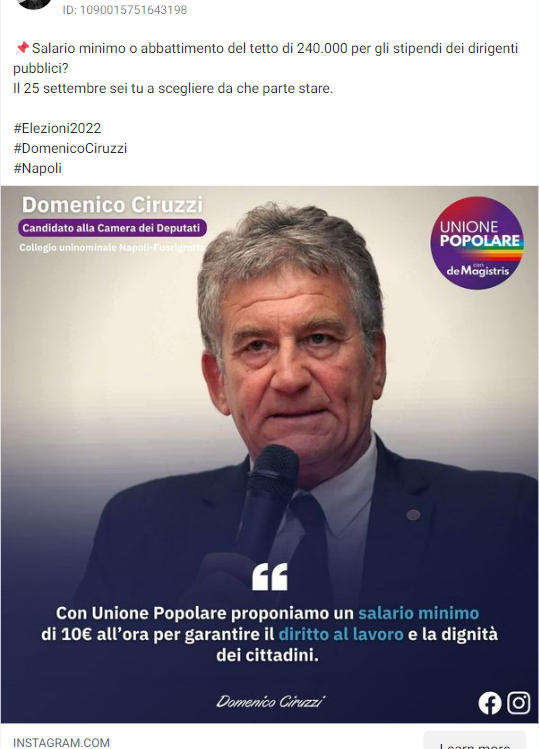 ID: 1090015751643198
📌Salario minimo o abbattimento del tetto di 240.000 per gli stipendi dei dirigenti
pubblici?
Il 25 settembre sei tu a scegliere da che parte stare.
#Elezioni2022
#DomenicoCiruzzi
#Napoli
Domenico Ciruzzi
Candidato alla Camera dei Deputati
Collegio uninominale Napoli-Fuorigrotta
UNIONE
POPOLARE
con
de Magistris
“
Con Unione Popolare proponiamo un salario minimo
di 10€ all’ora per garantire il diritto al lavoro e la dignità
dei cittadini.
Domenico Ciruzzi
INSTAGRAM.COM
Learn more